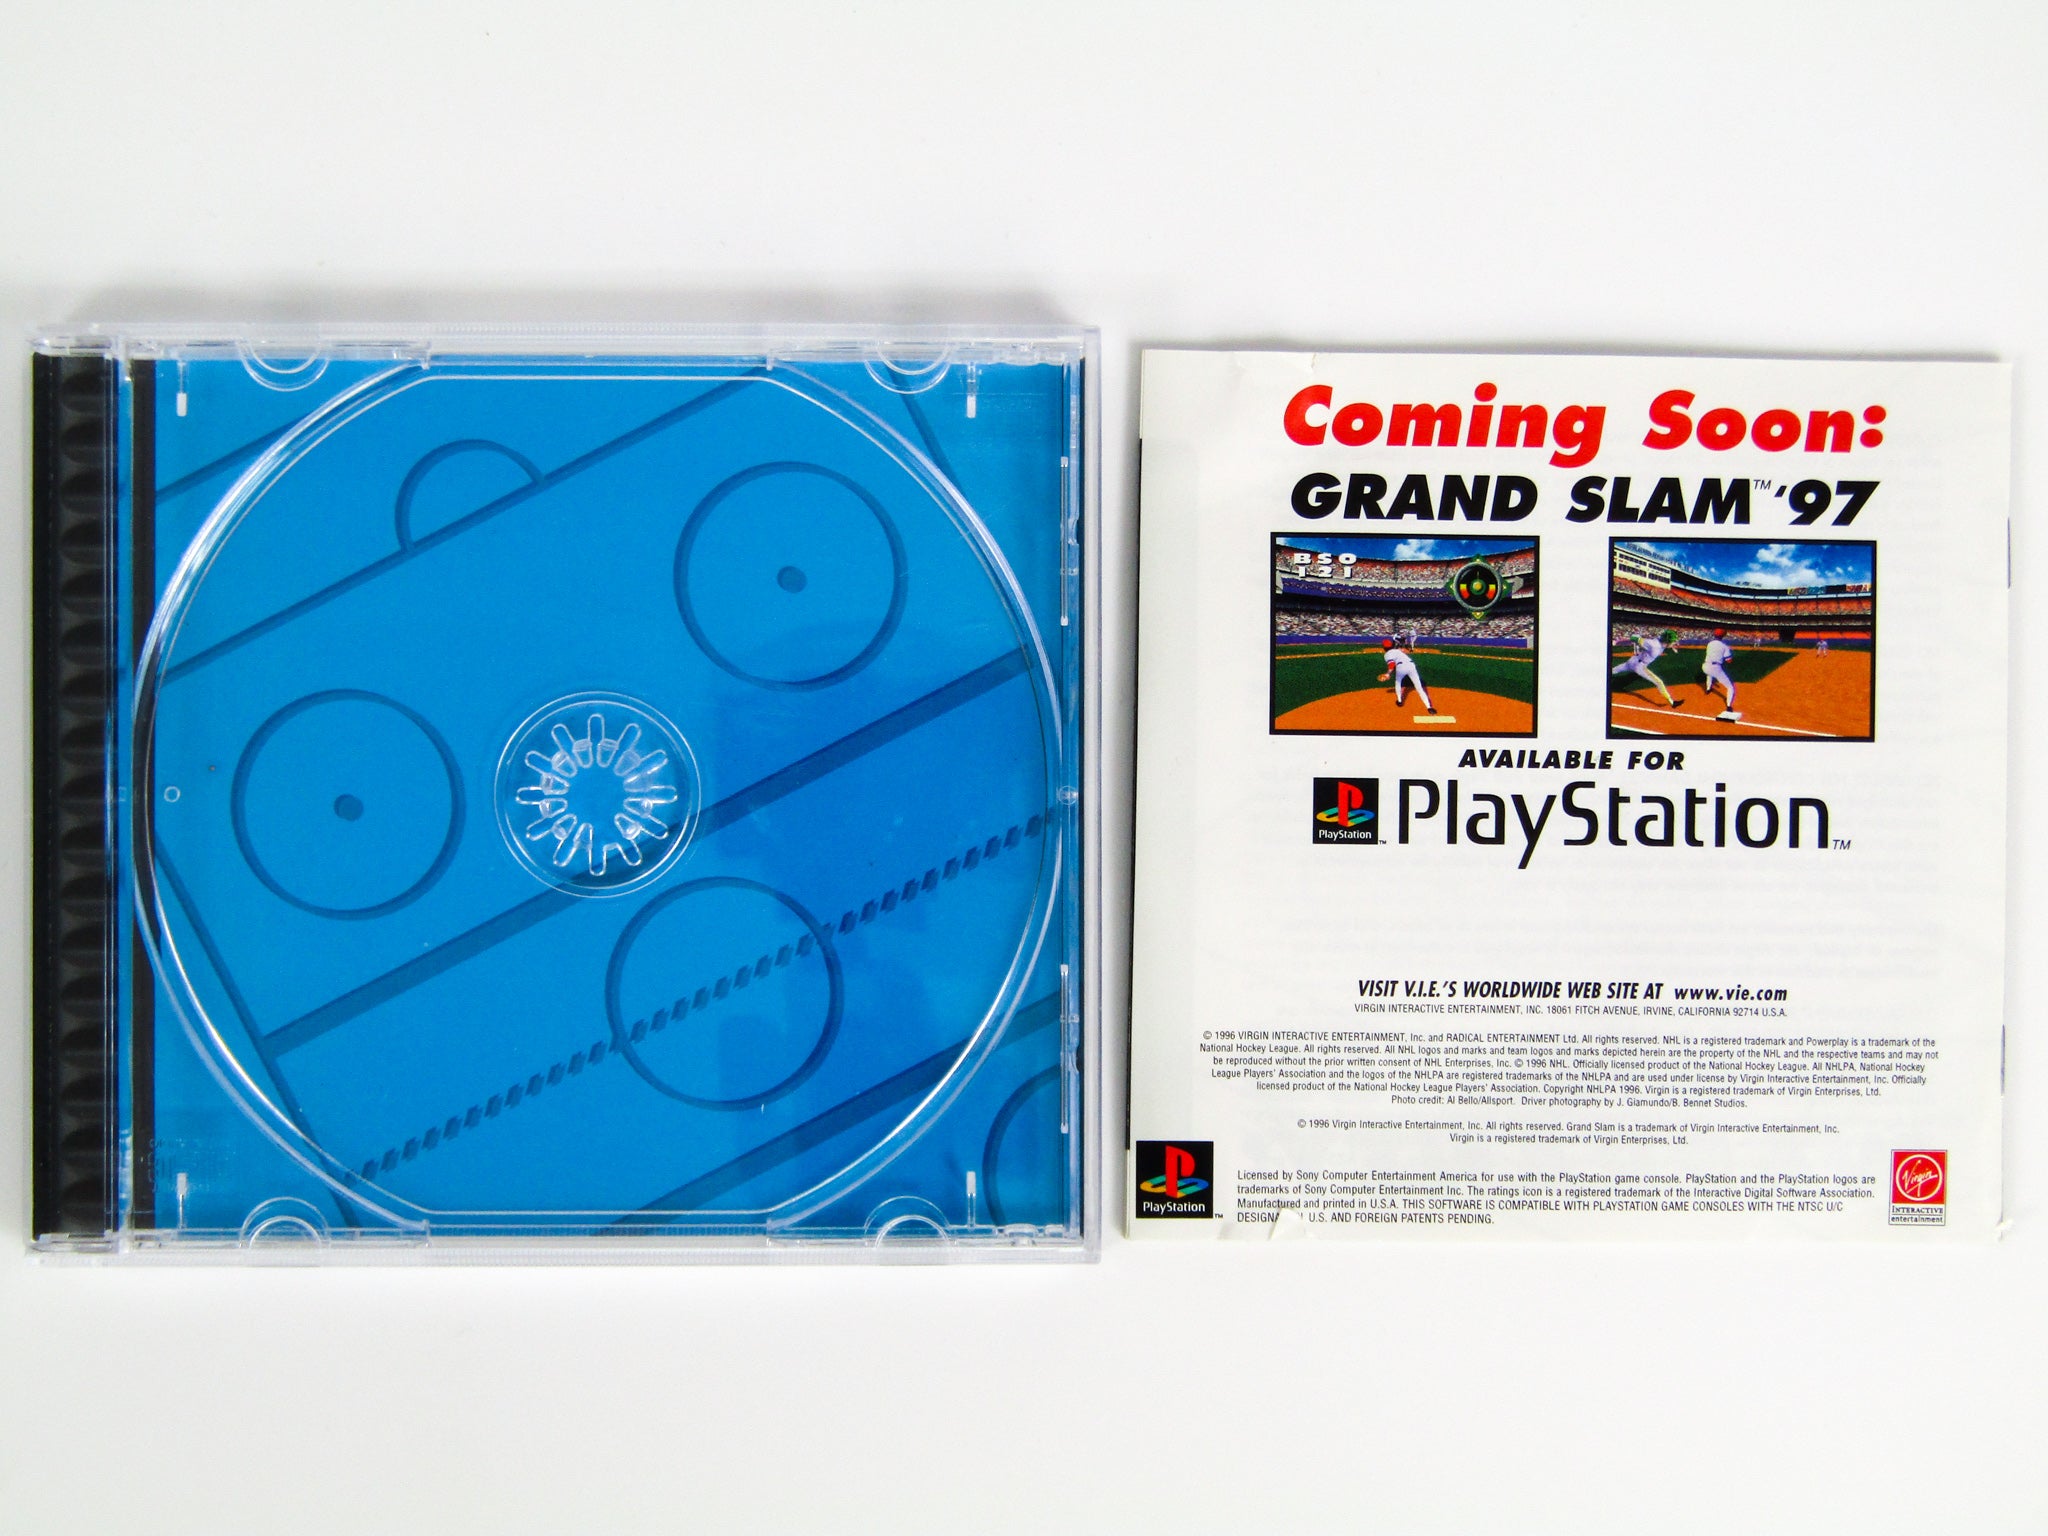 Coming Soon:
GRAND SLAM™ '97
B S O
1 2 1
AVAILABLE FOR
PlayStation™ PlayStation™
VISIT V.I.E.'S WORLDWIDE WEB SITE AT www.vie.com
VIRGIN INTERACTIVE ENTERTAINMENT, INC. 18061 FITCH AVENUE, IRVINE, CALIFORNIA 92714 U.S.A.
© 1996 VIRGIN INTERACTIVE ENTERTAINMENT, Inc. and RADICAL ENTERTAINMENT Ltd. All rights reserved. NHL is a registered trademark and Powerplay is a trademark of the
National Hockey League. All rights reserved. All NHL logos and marks and team logos and marks depicted herein are the property of the NHL and the respective teams and may not
be reproduced without the prior written consent of NHL Enterprises, Inc. © 1996 NHL. Officially licensed product of the National Hockey League. All NHLPA, National Hockey
League Players' Association and the logos of the NHLPA are registered trademarks of the NHLPA and are used under license by Virgin Interactive Entertainment, Inc. Officially
licensed product of the National Hockey League Players' Association. Copyright NHLPA 1996. Virgin is a registered trademark of Virgin Enterprises, Ltd.
Photo credit: Al Bello/Allsport. Driver photography by J. Giamundo/B. Bennet Studios.
© 1996 Virgin Interactive Entertainment, Inc. All rights reserved. Grand Slam is a trademark of Virgin Interactive Entertainment, Inc.
Virgin is a registered trademark of Virgin Enterprises, Ltd.
PlayStation™
Licensed by Sony Computer Entertainment America for use with the PlayStation game console. PlayStation and the PlayStation logos are
trademarks of Sony Computer Entertainment Inc. The ratings icon is a registered trademark of the Interactive Digital Software Association.
Manufactured and printed in U.S.A. THIS SOFTWARE IS COMPATIBLE WITH PLAYSTATION GAME CONSOLES WITH THE NTSC U/C
U.S. AND FOREIGN PATENTS PENDING.
Virgin
INTERACTIVE
entertainment